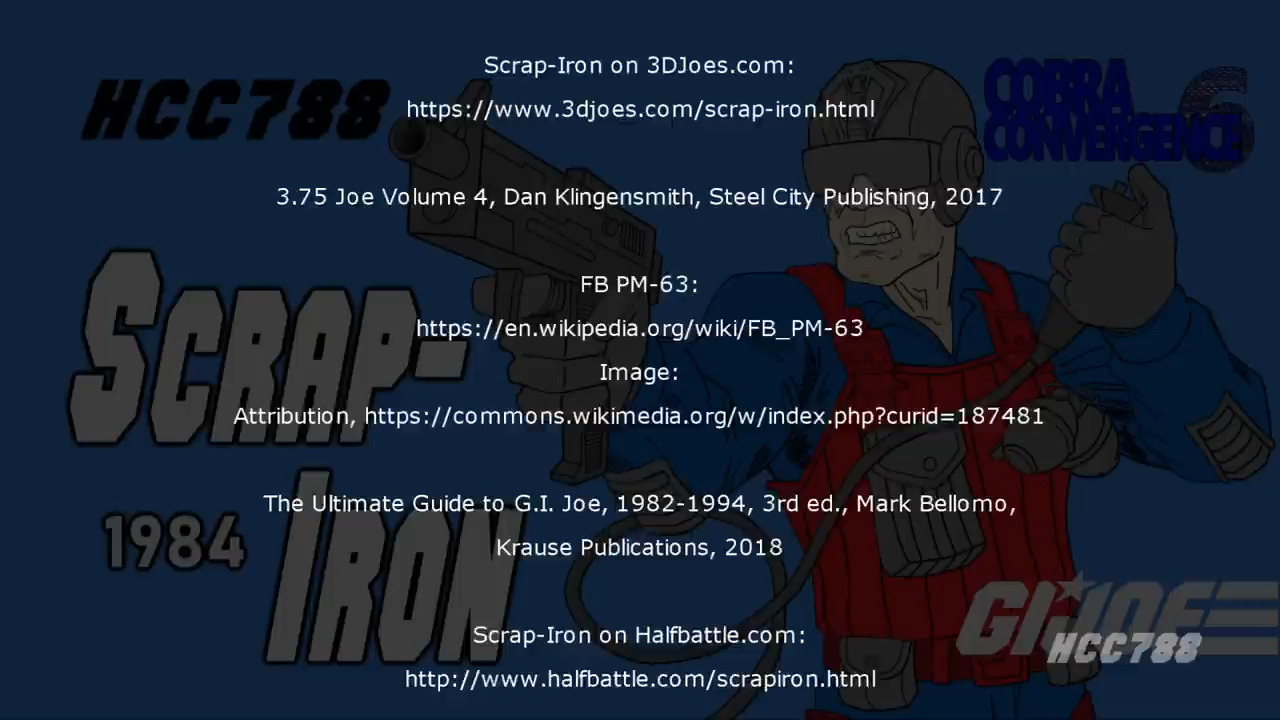 HCC788
COBRA
CONVERGENCE 6
SCRAP-
IRON
1984
Scrap-Iron on 3DJoes.com:
https://www.3djoes.com/scrap-iron.html
3.75 Joe Volume 4, Dan Klingensmith, Steel City Publishing, 2017
FB PM-63:
https://en.wikipedia.org/wiki/FB_PM-63
Image:
Attribution, https://commons.wikimedia.org/w/index.php?curid=187481
The Ultimate Guide to G.I. Joe, 1982-1994, 3rd ed., Mark Bellomo,
Krause Publications, 2018
Scrap-Iron on Halfbattle.com:
http://www.halfbattle.com/scrapiron.html
GI JOE
HCC788